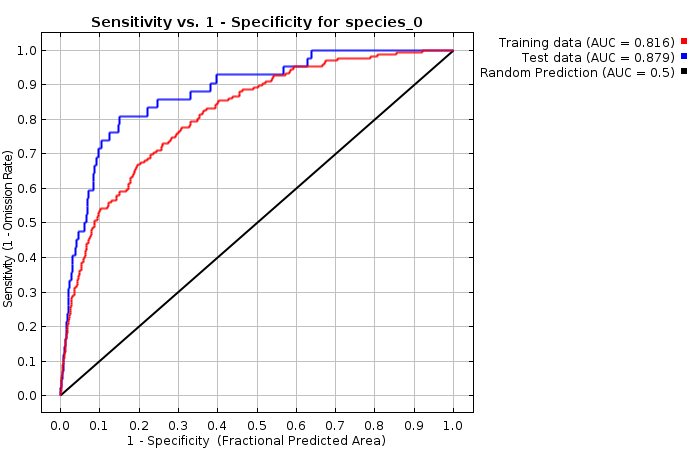 Sensitivity vs. 1 - Specificity for species_0
Training data (AUC = 0.816)
Test data (AUC = 0.879)
Random Prediction (AUC = 0.5)
Sensitivity (1 - Omission Rate)
1.0
0.9
0.8
0.7
0.6
0.5
0.4
0.3
0.2
0.1
0.0
0.0 0.1 0.2 0.3 0.4 0.5 0.6 0.7 0.8 0.9 1.0
1 - Specificity (Fractional Predicted Area)